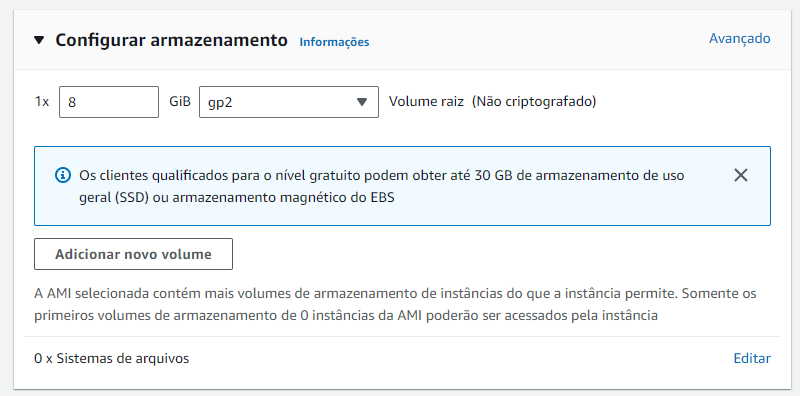 Configurar armazenamento Informações Avançado
1x 8 GiB gp2 Volume raiz (Não criptografado)
Os clientes qualificados para o nível gratuito podem obter até 30 GB de armazenamento de uso
geral (SSD) ou armazenamento magnético do EBS
Adicionar novo volume
A AMI selecionada contém mais volumes de armazenamento de instâncias do que a instância permite. Somente os
primeiros volumes de armazenamento de 0 instâncias da AMI poderão ser acessados pela instância
0 x Sistemas de arquivos Editar